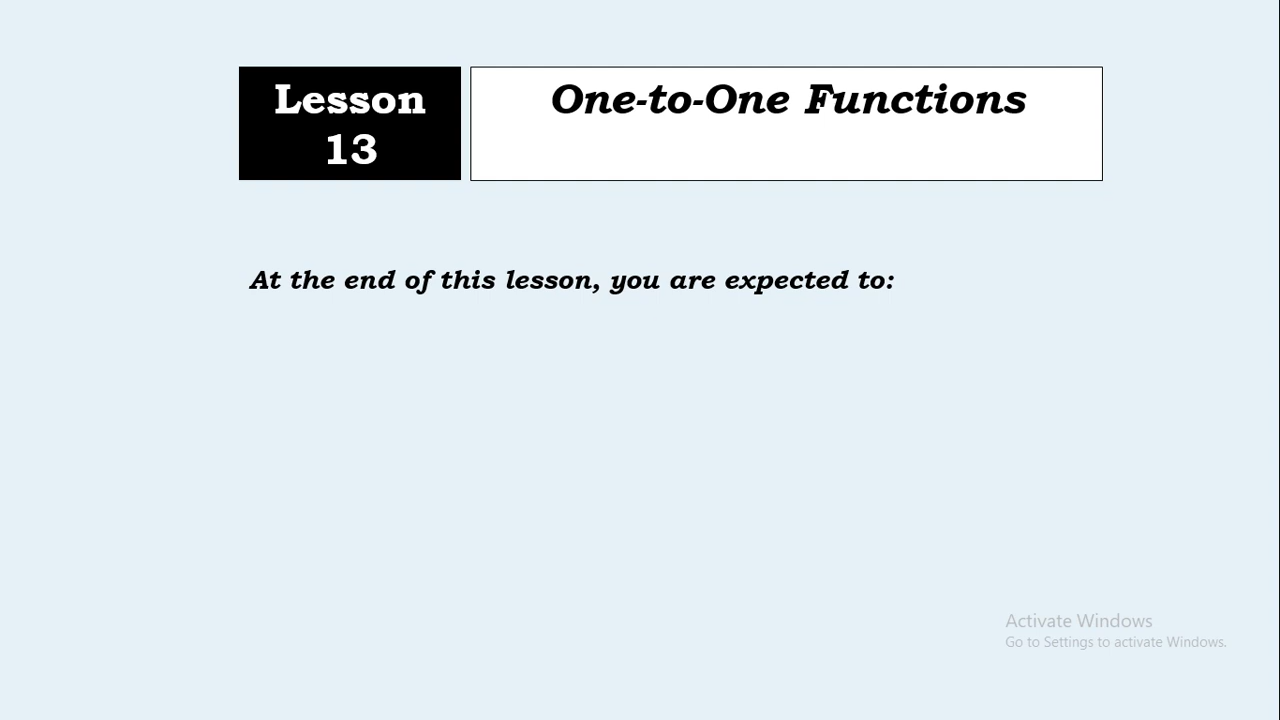 Lesson
13
One-to-One Functions
At the end of this lesson, you are expected to:
Activate Windows
Go to Settings to activate Windows.